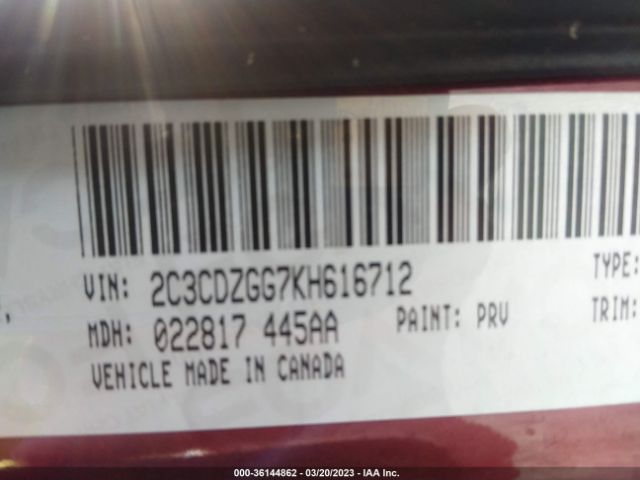 VIN: 2C3CDZGG7KH616712 TYPE:
MDH: 022817 445AA PAINT: PRV TRIM:
VEHICLE MADE IN CANADA
000-36144862 — 03/20/2023 — IAA Inc.